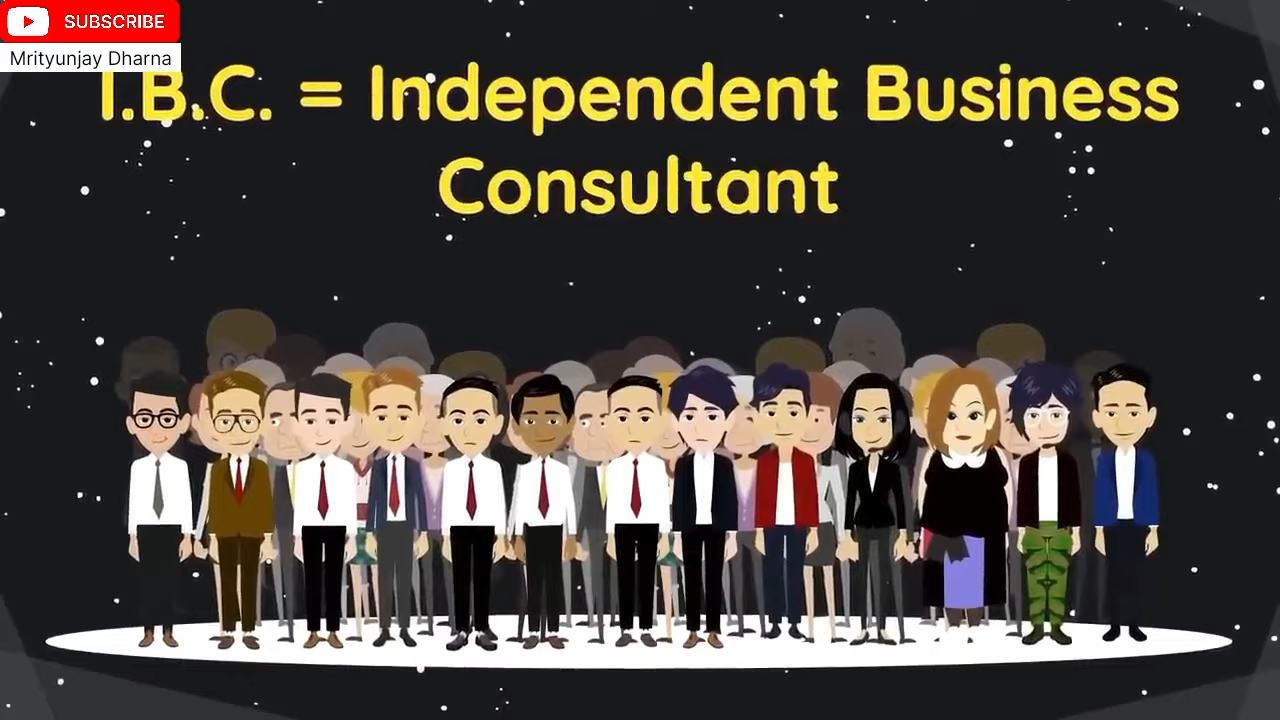 SUBSCRIBE
Mrityunjay Dharna
I.B.C. = Independent Business
Consultant